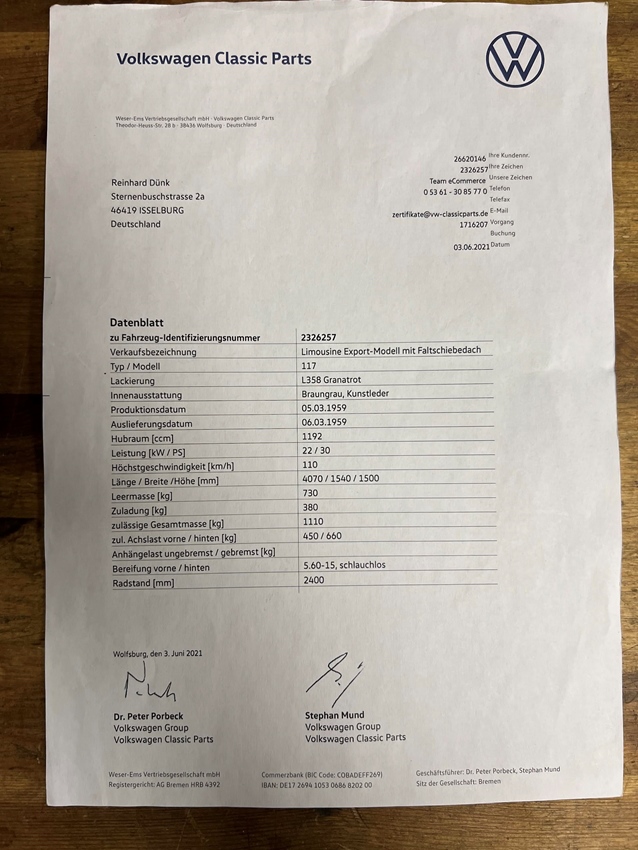 Volkswagen Classic Parts
Weser-Ems Vertriebsgesellschaft mbH · Volkswagen Classic Parts
Theodor-Heuss-Str. 28 b · 38436 Wolfsburg · Deutschland
26620146 Ihre Kundennr.
2326257 Ihre Zeichen
Team eCommerce Unsere Zeichen
0 53 61 - 30 85 77 0 Telefon
Telefax
zertifikate@vw-classicparts.de E-Mail
1716207 Vorgang
Buchung
03.06.2021 Datum
Reinhard Dünk
Sternenbuschstrasse 2a
46419 ISSELBURG
Deutschland
Datenblatt
zu Fahrzeug-Identifizierungsnummer 2326257
Verkaufsbezeichnung Limousine Export-Modell mit Faltschiebedach
Typ / Modell 117
Lackierung L358 Granatrot
Innenausstattung Braungrau, Kunstleder
Produktionsdatum 05.03.1959
Auslieferungsdatum 06.03.1959
Hubraum [ccm] 1192
Leistung [kW / PS] 22 / 30
Höchstgeschwindigkeit [km/h] 110
Länge / Breite /Höhe [mm] 4070 / 1540 / 1500
Leermasse [kg] 730
Zuladung [kg] 380
zulässige Gesamtmasse [kg] 1110
zul. Achslast vorne / hinten [kg] 450 / 660
Anhängelast ungebremst / gebremst [kg]
Bereifung vorne / hinten 5.60-15, schlauchlos
Radstand [mm] 2400
Wolfsburg, den 3. Juni 2021
Dr. Peter Porbeck
Volkswagen Group
Volkswagen Classic Parts
Stephan Mund
Volkswagen Group
Volkswagen Classic Parts
Weser-Ems Vertriebsgesellschaft mbH
Registergericht: AG Bremen HRB 4392
Commerzbank (BIC Code: COBADEFF269)
IBAN: DE17 2694 1053 0686 8202 00
Geschäftsführer: Dr. Peter Porbeck, Stephan Mund
Sitz der Gesellschaft: Bremen